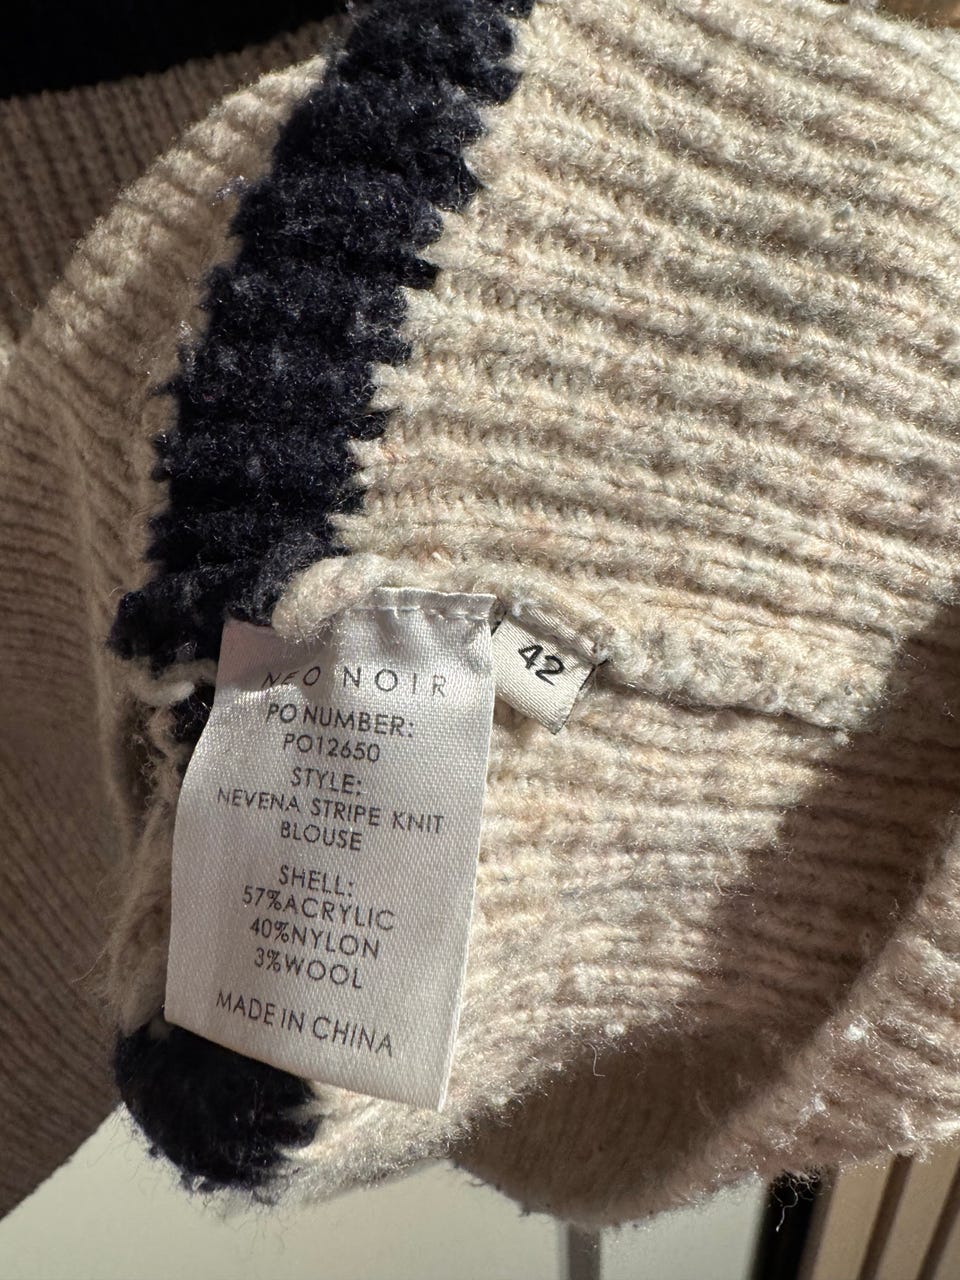 NEO NOIR
42
PO NUMBER:
PO12650
STYLE:
NEVENA STRIPE KNIT
BLOUSE
SHELL:
57%ACRYLIC
40%NYLON
3%WOOL
MADE IN CHINA